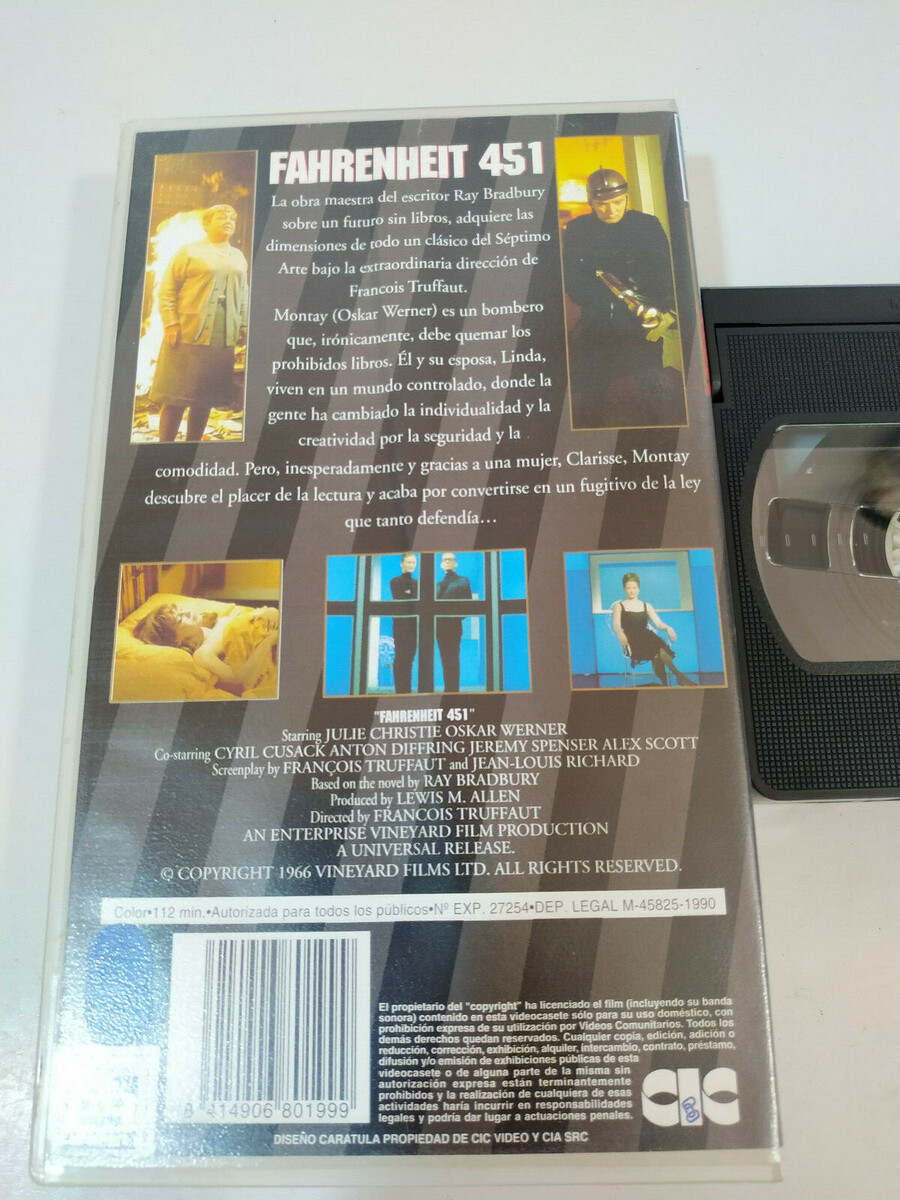 FAHRENHEIT 451
La obra maestra del escritor Ray Bradbury
sobre un futuro sin libros, adquiere las
dimensiones de todo un clásico del Séptimo
Arte bajo la extraordinaria dirección de
Francois Truffaut.
Montay (Oskar Werner) es un bombero
que, irónicamente, debe quemar los
prohibidos libros. Él y su esposa, Linda,
viven en un mundo controlado, donde la
gente ha cambiado la individualidad y la
creatividad por la seguridad y la
comodidad. Pero, inesperadamente y gracias a una mujer, Clarisse, Montay
descubre el placer de la lectura y acaba por convertirse en un fugitivo de la ley
que tanto defendía...
"FAHRENHEIT 451"
Starring JULIE CHRISTIE OSKAR WERNER
Co-starring CYRIL CUSACK ANTON DIFFRING JEREMY SPENSER ALEX SCOTT
Screenplay by FRANÇOIS TRUFFAUT and JEAN-LOUIS RICHARD
Based on the novel by RAY BRADBURY
Produced by LEWIS M. ALLEN
Directed by FRANCOIS TRUFFAUT
AN ENTERPRISE VINEYARD FILM PRODUCTION
A UNIVERSAL RELEASE.
© COPYRIGHT 1966 VINEYARD FILMS LTD. ALL RIGHTS RESERVED.
Color•112 min.•Autorizada para todos los públicos•Nº EXP. 27254•DEP. LEGAL M-45825-1990
El propietario del "copyright" ha licenciado el film (incluyendo su banda
sonora) contenido en esta videocasete sólo para su uso doméstico, con
prohibición expresa de su utilización por Videos Comunitarios. Todos los
demás derechos quedan reservados. Cualquier copia, edición, adición o
reducción, corrección, exhibición, alquiler, intercambio, contrato, préstamo,
difusión y/o emisión de exhibiciones públicas de esta
videocasete o de alguna parte de la misma sin
autorización expresa están terminantemente
prohibidos y la realización de cualquiera de esas
actividades haría incurrir en responsabilidades
legales y podría dar lugar a actuaciones penales.
CIC
8 414906 801999
DISEÑO CARATULA PROPIEDAD DE CIC VIDEO Y CIA SRC